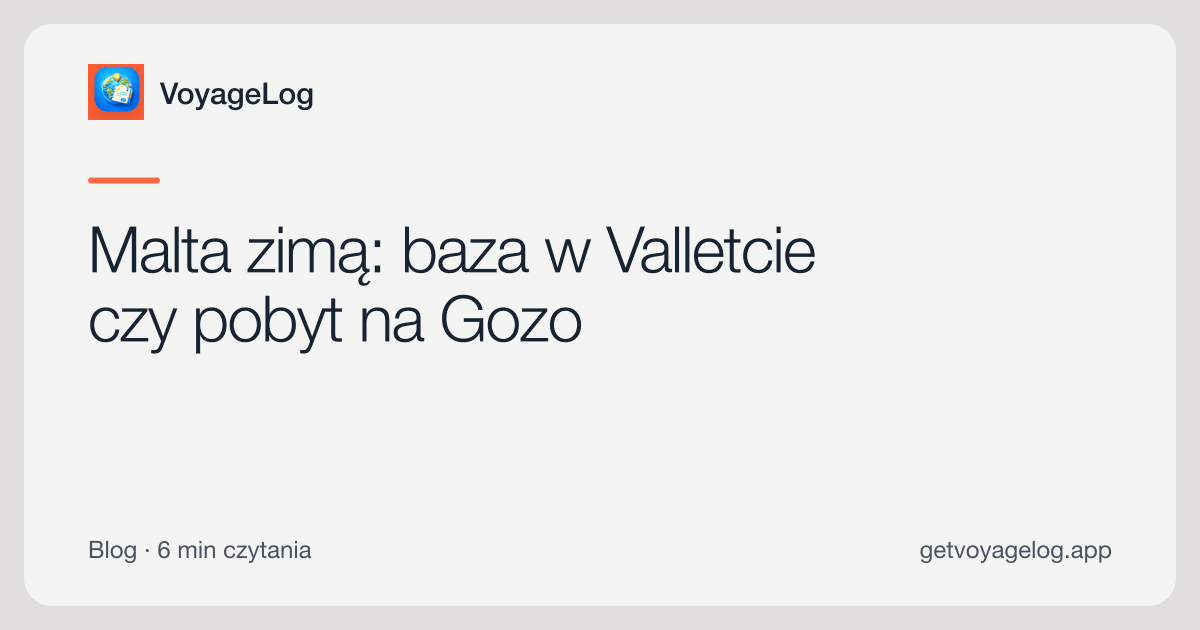 VoyageLog
Malta zimą: baza w Valletcie
czy pobyt na Gozo
Blog · 6 min czytania
getvoyagelog.app